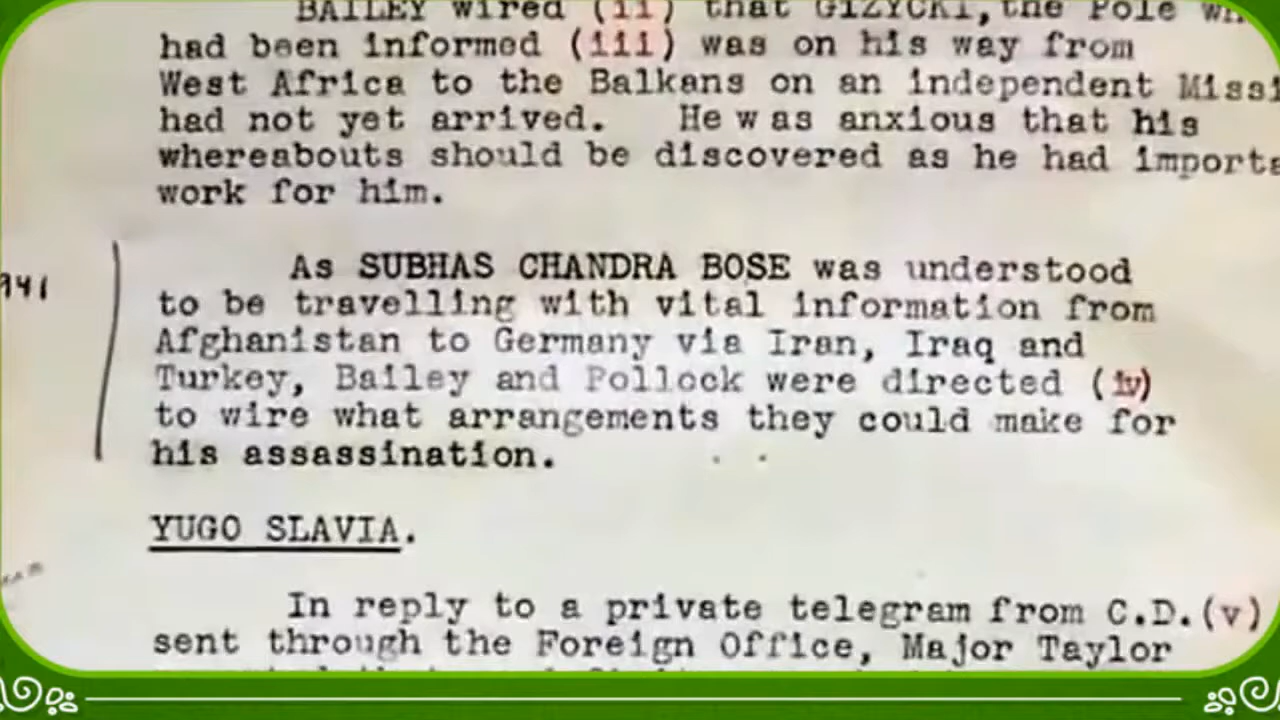 BAILEY wired (ii) that GIZYCKI, the Pole
had been informed (iii) was on his way from
West Africa to the Balkans on an independent Missi
had not yet arrived. He was anxious that his
whereabouts should be discovered as he had importa
work for him.
As SUBHAS CHANDRA BOSE was understood
941
to be travelling with vital information from
Afghanistan to Germany via Iran, Iraq and
Turkey, Bailey and Pollock were directed (iv)
to wire what arrangements they could make for
his assassination.
YUGO SLAVIA.
In reply to a private telegram from C.D.(v)
sent through the Foreign Office, Major Taylor